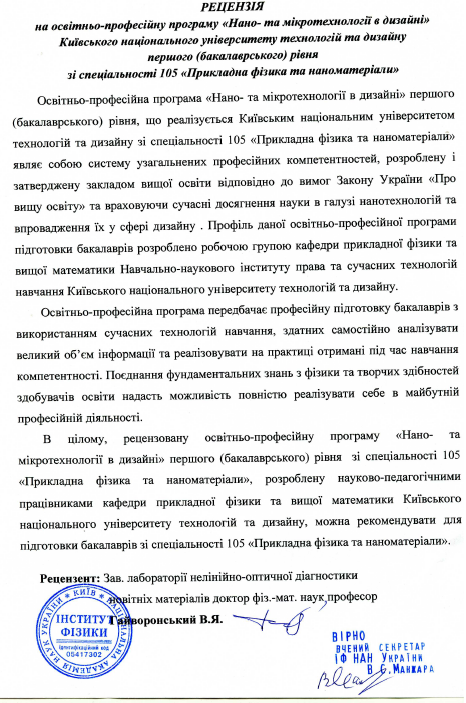 РЕЦЕНЗІЯ
на освітньо-професійну програму «Нано- та мікротехнології в дизайні»
Київського національного університету технологій та дизайну
першого (бакалаврського) рівня
зі спеціальності 105 «Прикладна фізика та наноматеріали»
Освітньо-професійна програма «Нано- та мікротехнології в дизайні» першого
(бакалаврського) рівня, що реалізується Київським національним університетом
технологій та дизайну зі спеціальності 105 «Прикладна фізика та наноматеріали»
являє собою систему узагальнених професійних компетентностей, розроблену і
затверджену закладом вищої освіти відповідно до вимог Закону України «Про
вищу освіту» та враховуючи сучасні досягнення науки в галузі нанотехнологій та
впровадження їх у сфері дизайну . Профіль даної освітньо-професійної програми
підготовки бакалаврів розроблено робочою групою кафедри прикладної фізики та
вищої математики Навчально-наукового інституту права та сучасних технологій
навчання Київського національного університету технологій та дизайну.
Освітньо-професійна програма передбачає професійну підготовку бакалаврів з
використанням сучасних технологій навчання, здатних самостійно аналізувати
великий об’єм інформації та реалізовувати на практиці отримані під час навчання
компетентності. Поєднання фундаментальних знань з фізики та творчих здібностей
здобувачів освіти надасть можливість повністю реалізувати себе в майбутній
професійній діяльності.
В цілому, рецензовану освітньо-професійну програму «Нано- та
мікротехнології в дизайні» першого (бакалаврського) рівня зі спеціальності 105
«Прикладна фізика та наноматеріали», розроблену науково-педагогічними
працівниками кафедри прикладної фізики та вищої математики Київського
національного університету технологій та дизайну, можна рекомендувати для
підготовки бакалаврів зі спеціальності 105 «Прикладна фізика та наноматеріали».
Рецензент: Зав. лабораторії нелінійно-оптичної діагностики
новітніх матеріалів доктор фіз.-мат. наук професор
Гайворонський В.Я.
НАЦІОНАЛЬНА АКАДЕМІЯ НАУК УКРАЇНИ * КИЇВ *
ІНСТИТУТ
ФІЗИКИ
Ідентифікаційний код
05417302
ВІРНО
ВЧЕНИЙ СЕКРЕТАР
ІФ НАН УКРАЇНИ
В.С. МАНЖАРА